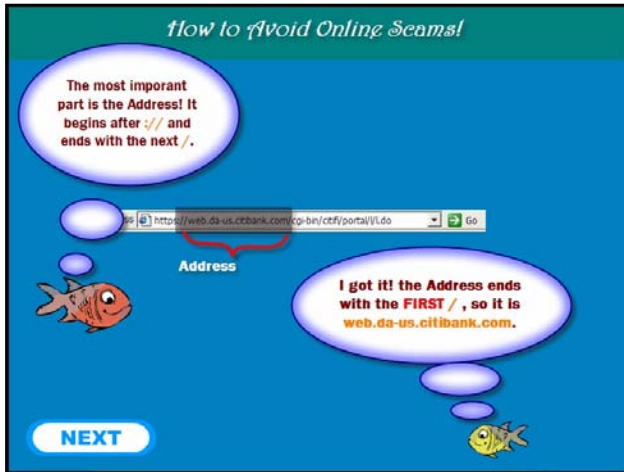 How to Avoid Online Scams!
The most imporant
part is the Address! It
begins after :// and
ends with the next /.
ss https://web.da-us.citibank.com/cgi-bin/citifi/portal/l/l.do Go
Address
I got it! the Address ends
with the FIRST / , so it is
web.da-us.citibank.com.
NEXT